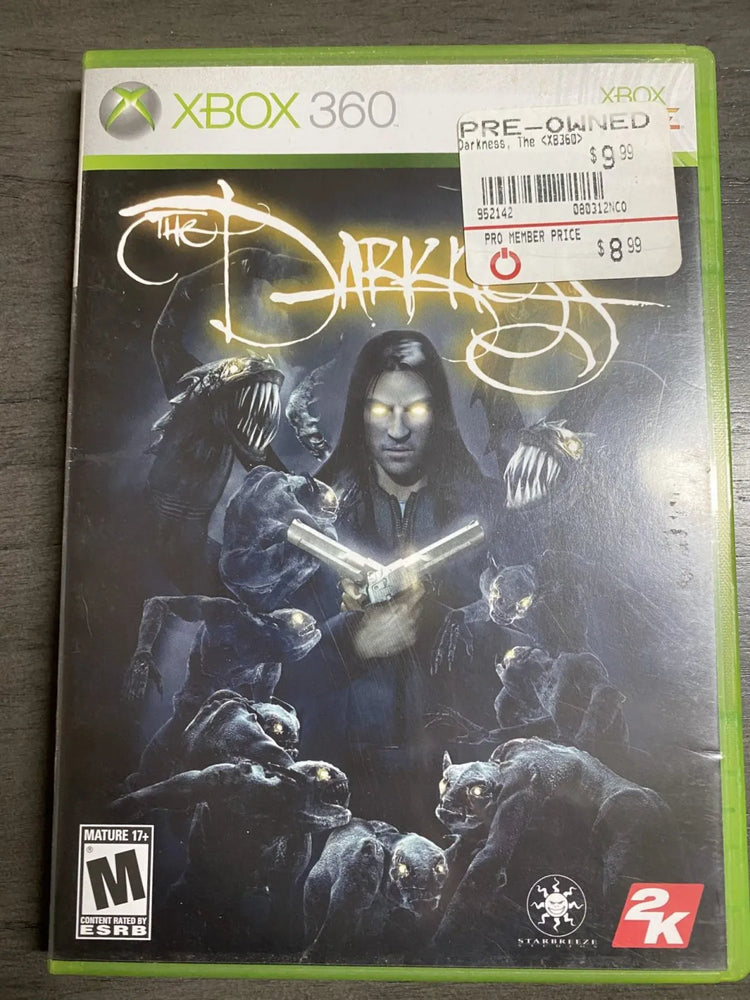 XBOX 360
XBOX
PRE-OWNED
Darkness, The <XB360>
$ 9 99
952142 080312NCO
PRO MEMBER PRICE
$ 8 99
THE DARKNESS
MATURE 17+
M
®
CONTENT RATED BY
ESRB
STARBREEZE
STUDIOS
2K